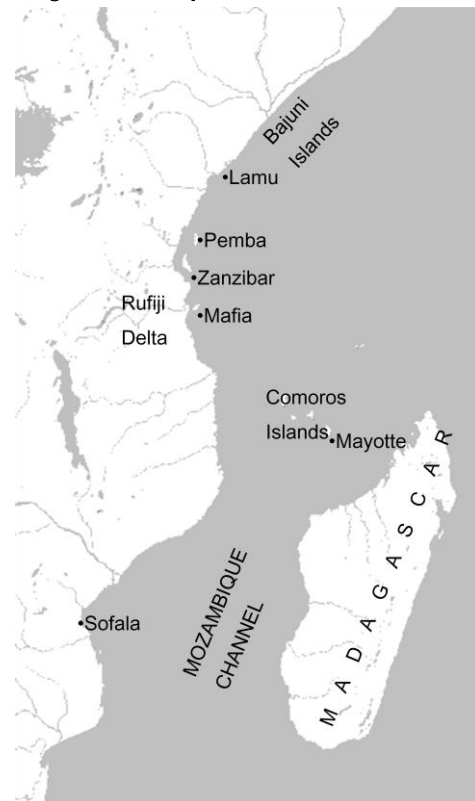 Bajuni
Islands
Lamu
Pemba
Zanzibar
Rufiji
Delta
Mafia
Comoros
Islands
Mayotte
MADAGASCAR
MOZAMBIQUE
CHANNEL
Sofala